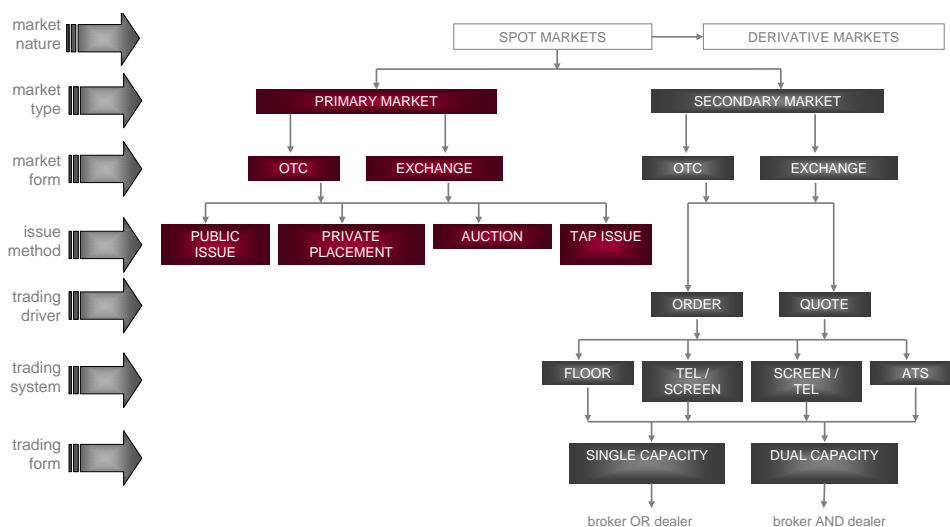 market
nature
SPOT MARKETS
DERIVATIVE MARKETS
market
type
PRIMARY MARKET
SECONDARY MARKET
market
form
OTC
EXCHANGE
OTC
EXCHANGE
issue
method
PUBLIC
ISSUE
PRIVATE
PLACEMENT
AUCTION
TAP ISSUE
trading
driver
ORDER
QUOTE
trading
system
FLOOR
TEL /
SCREEN
SCREEN /
TEL
ATS
trading
form
SINGLE CAPACITY
DUAL CAPACITY
broker OR dealer
broker AND dealer